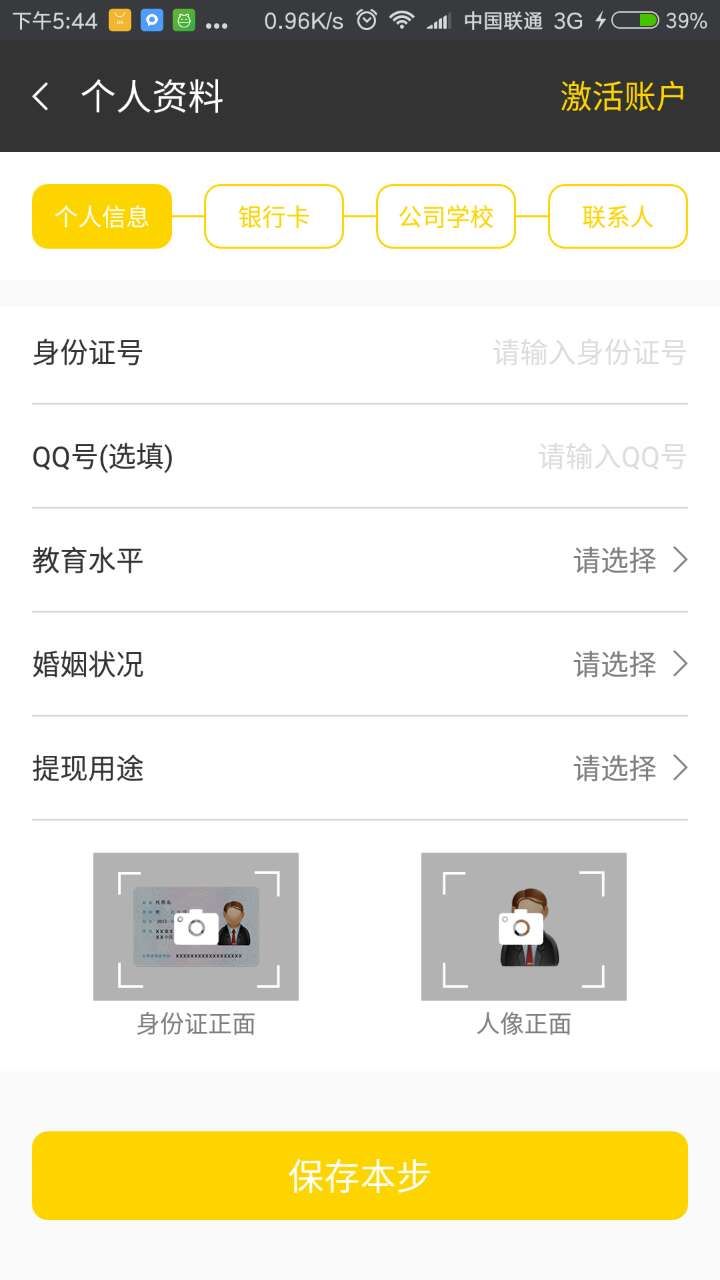 下午5:44 0.96K/s 中国联通 3G 39%
个人资料 激活账户
个人信息 银行卡 公司学校 联系人
身份证号 请输入身份证号
QQ号(选填) 请输入QQ号
教育水平 请选择
婚姻状况 请选择
提现用途 请选择
身份证正面 人像正面
保存本步